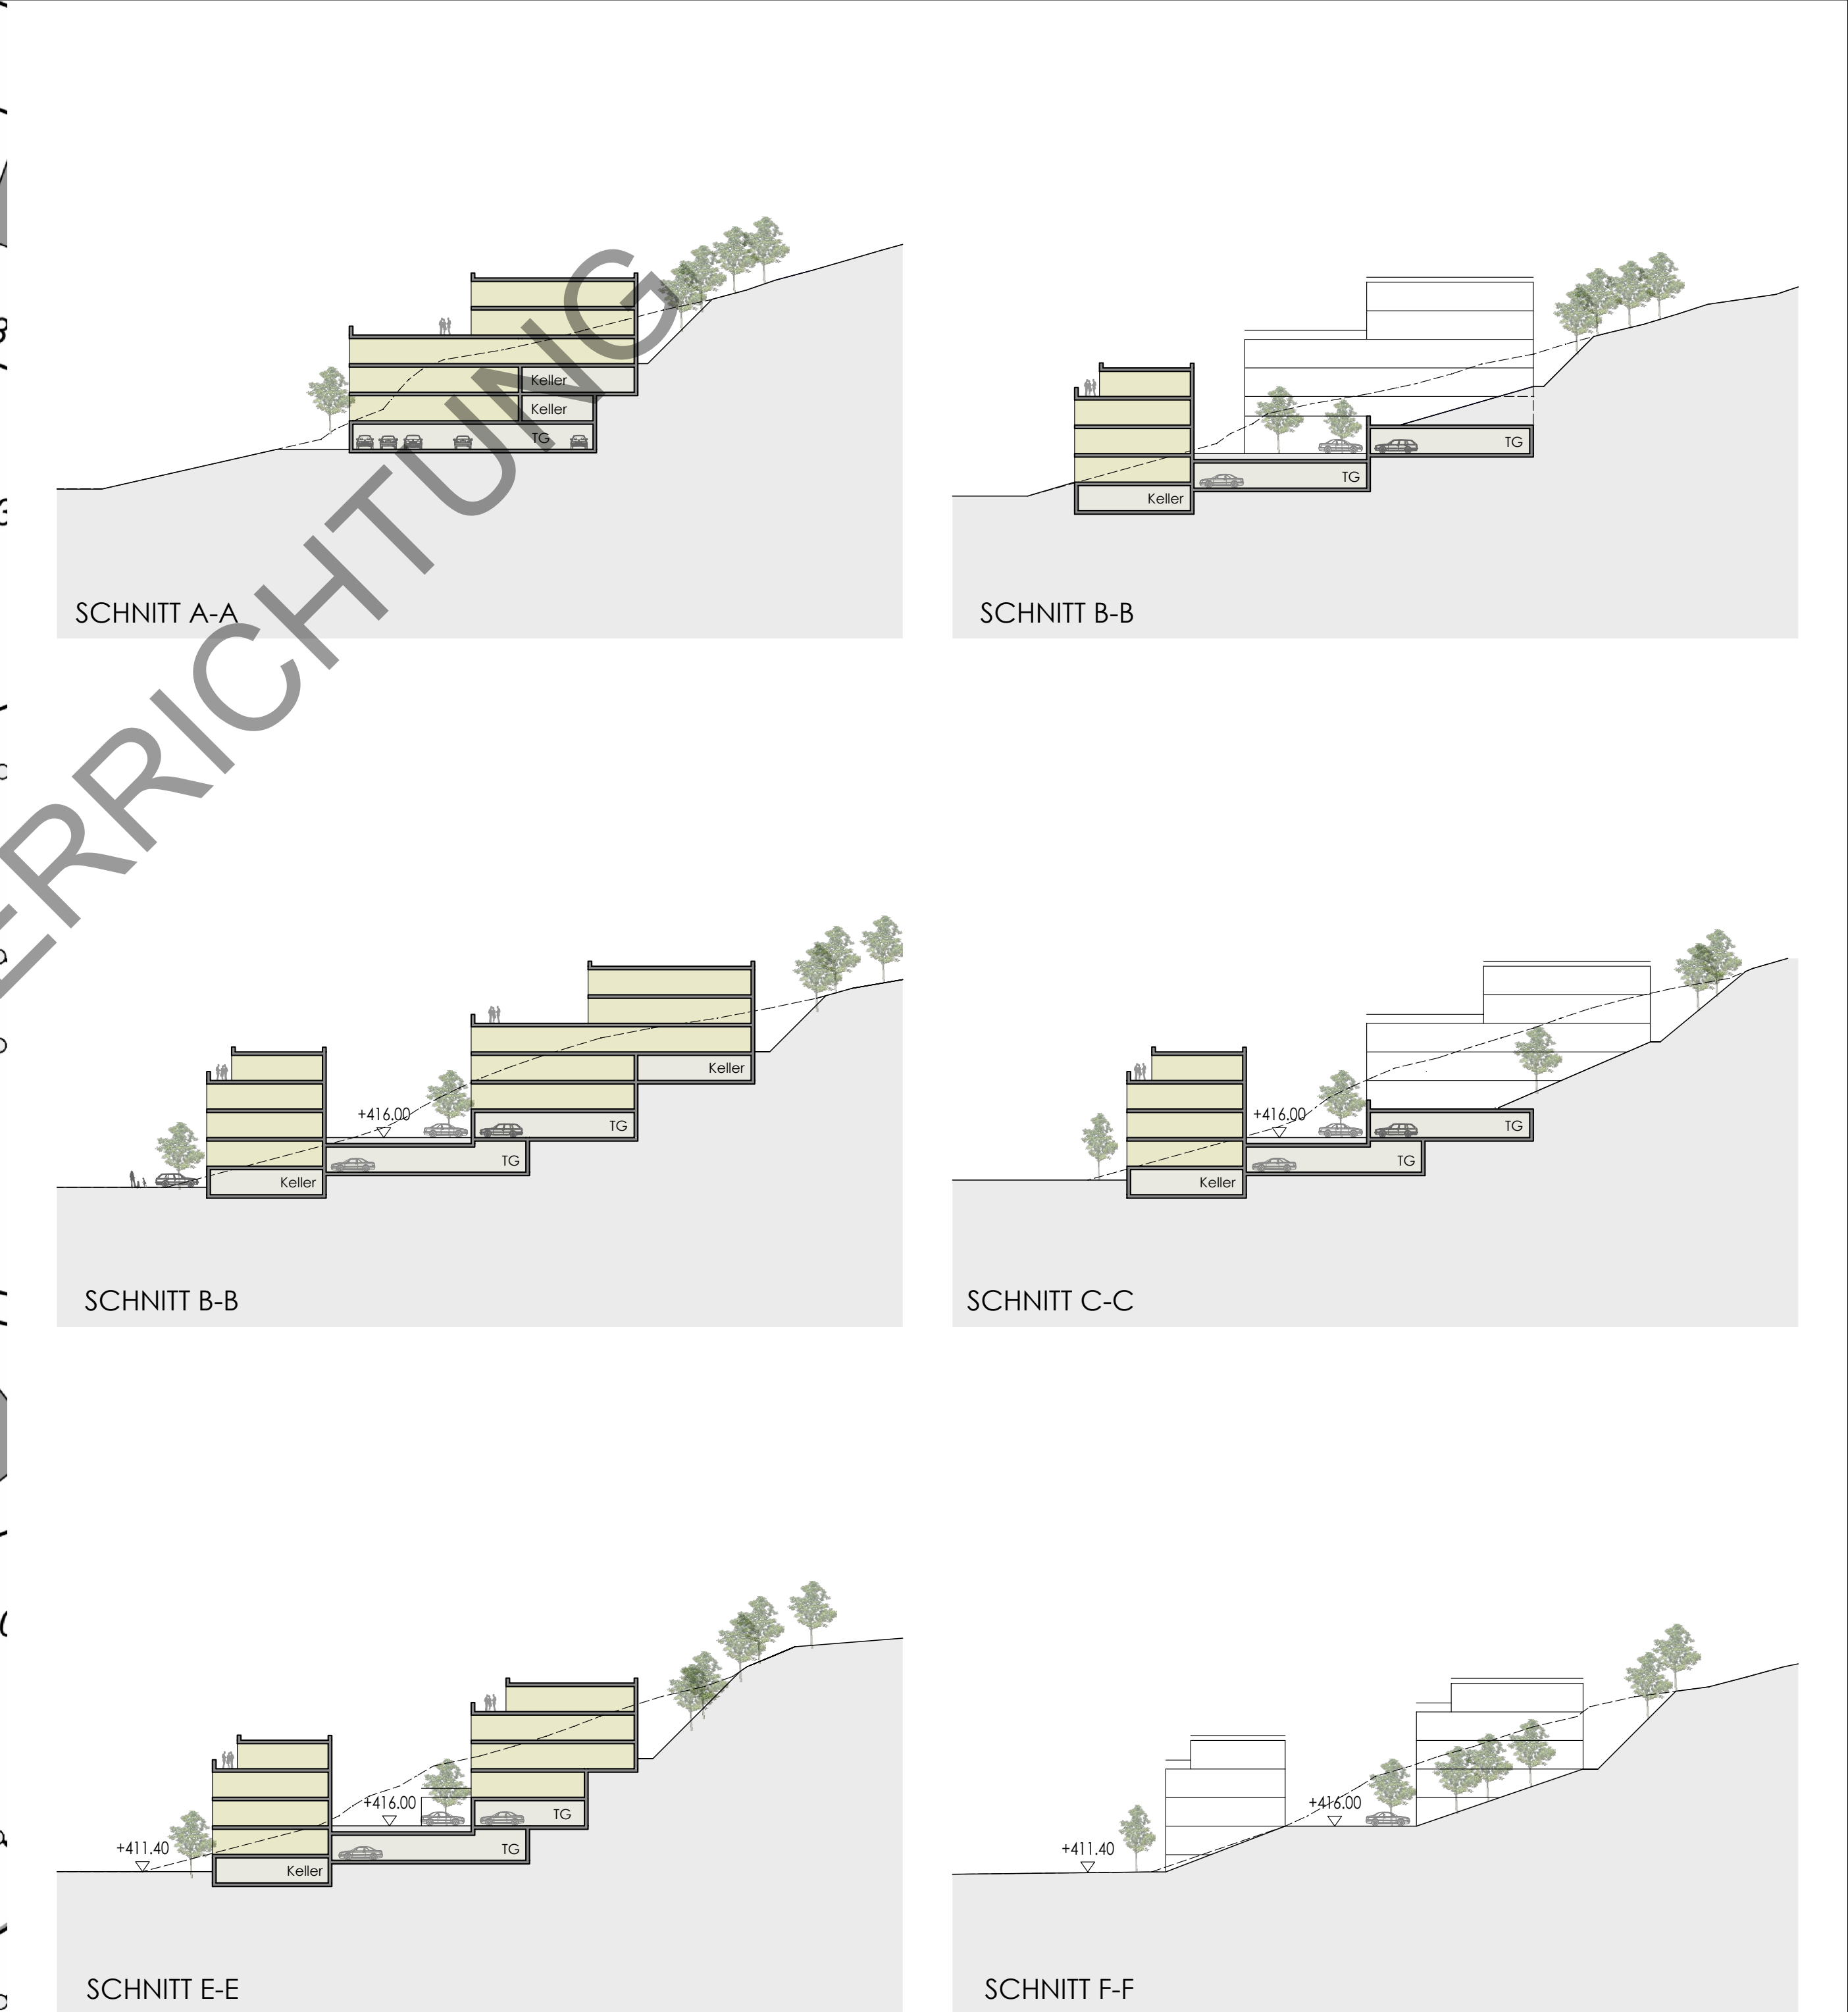 Keller
Keller
TG
SCHNITT A-A
TG
TG
Keller
SCHNITT B-B
ERRICHTUNG
Keller
+416.00
TG
TG
Keller
SCHNITT B-B
+416.00
TG
TG
Keller
SCHNITT C-C
+416.00
+411.40
TG
TG
Keller
SCHNITT E-E
+416.00
+411.40
SCHNITT F-F